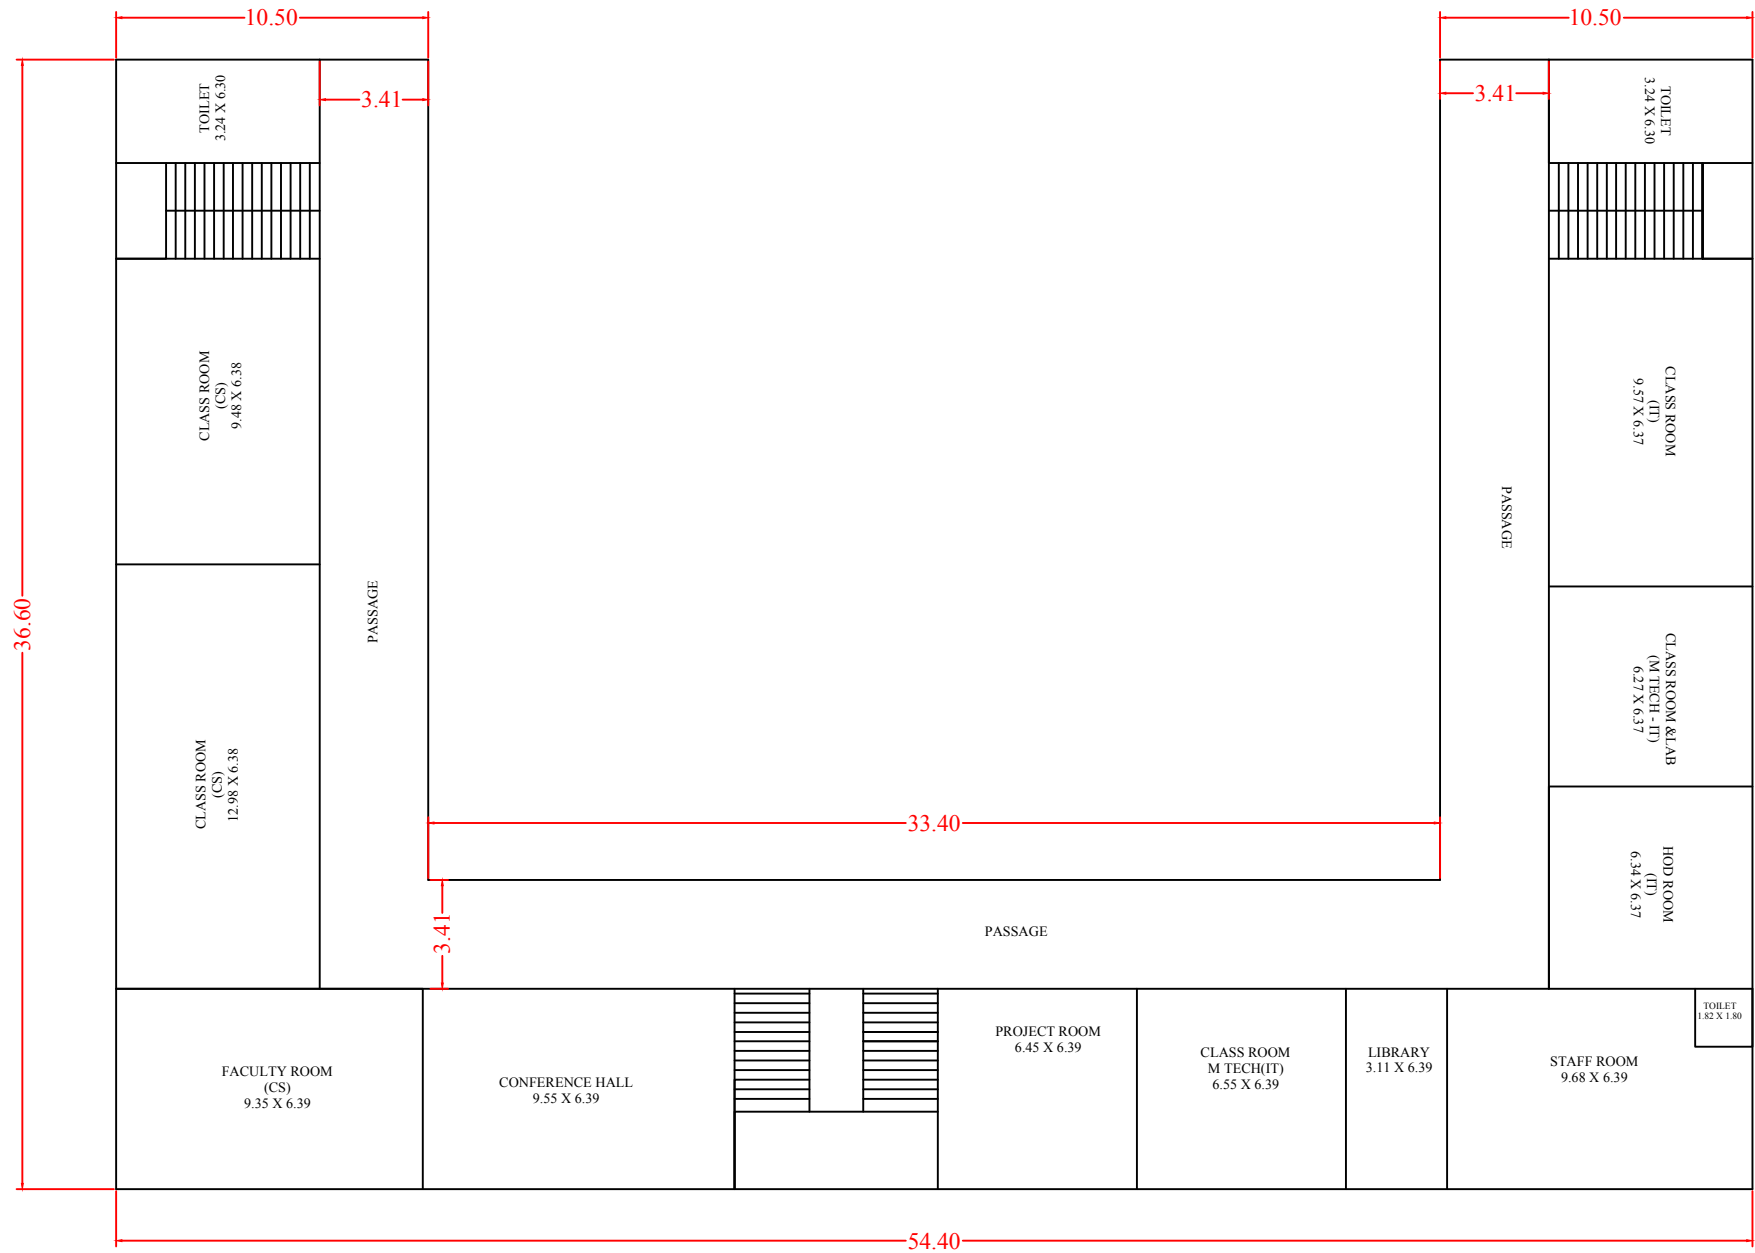 10.50
10.50
3.41
3.41
TOILET
3.24 X 6.30
TOILET
3.24 X 6.30
CLASS ROOM
(CS)
9.48 X 6.38
CLASS ROOM
(IT)
9.57 X 6.37
PASSAGE
PASSAGE
36.60
CLASS ROOM &LAB
(M TECH - IT)
6.27 X 6.37
CLASS ROOM
(CS)
12.98 X 6.38
33.40
HOD ROOM
(IT)
6.34 X 6.37
3.41
PASSAGE
FACULTY ROOM
(CS)
9.35 X 6.39
CONFERENCE HALL
9.55 X 6.39
PROJECT ROOM
6.45 X 6.39
CLASS ROOM
M TECH(IT)
6.55 X 6.39
LIBRARY
3.11 X 6.39
STAFF ROOM
9.68 X 6.39
TOILET
1.82 X 1.80
54.40